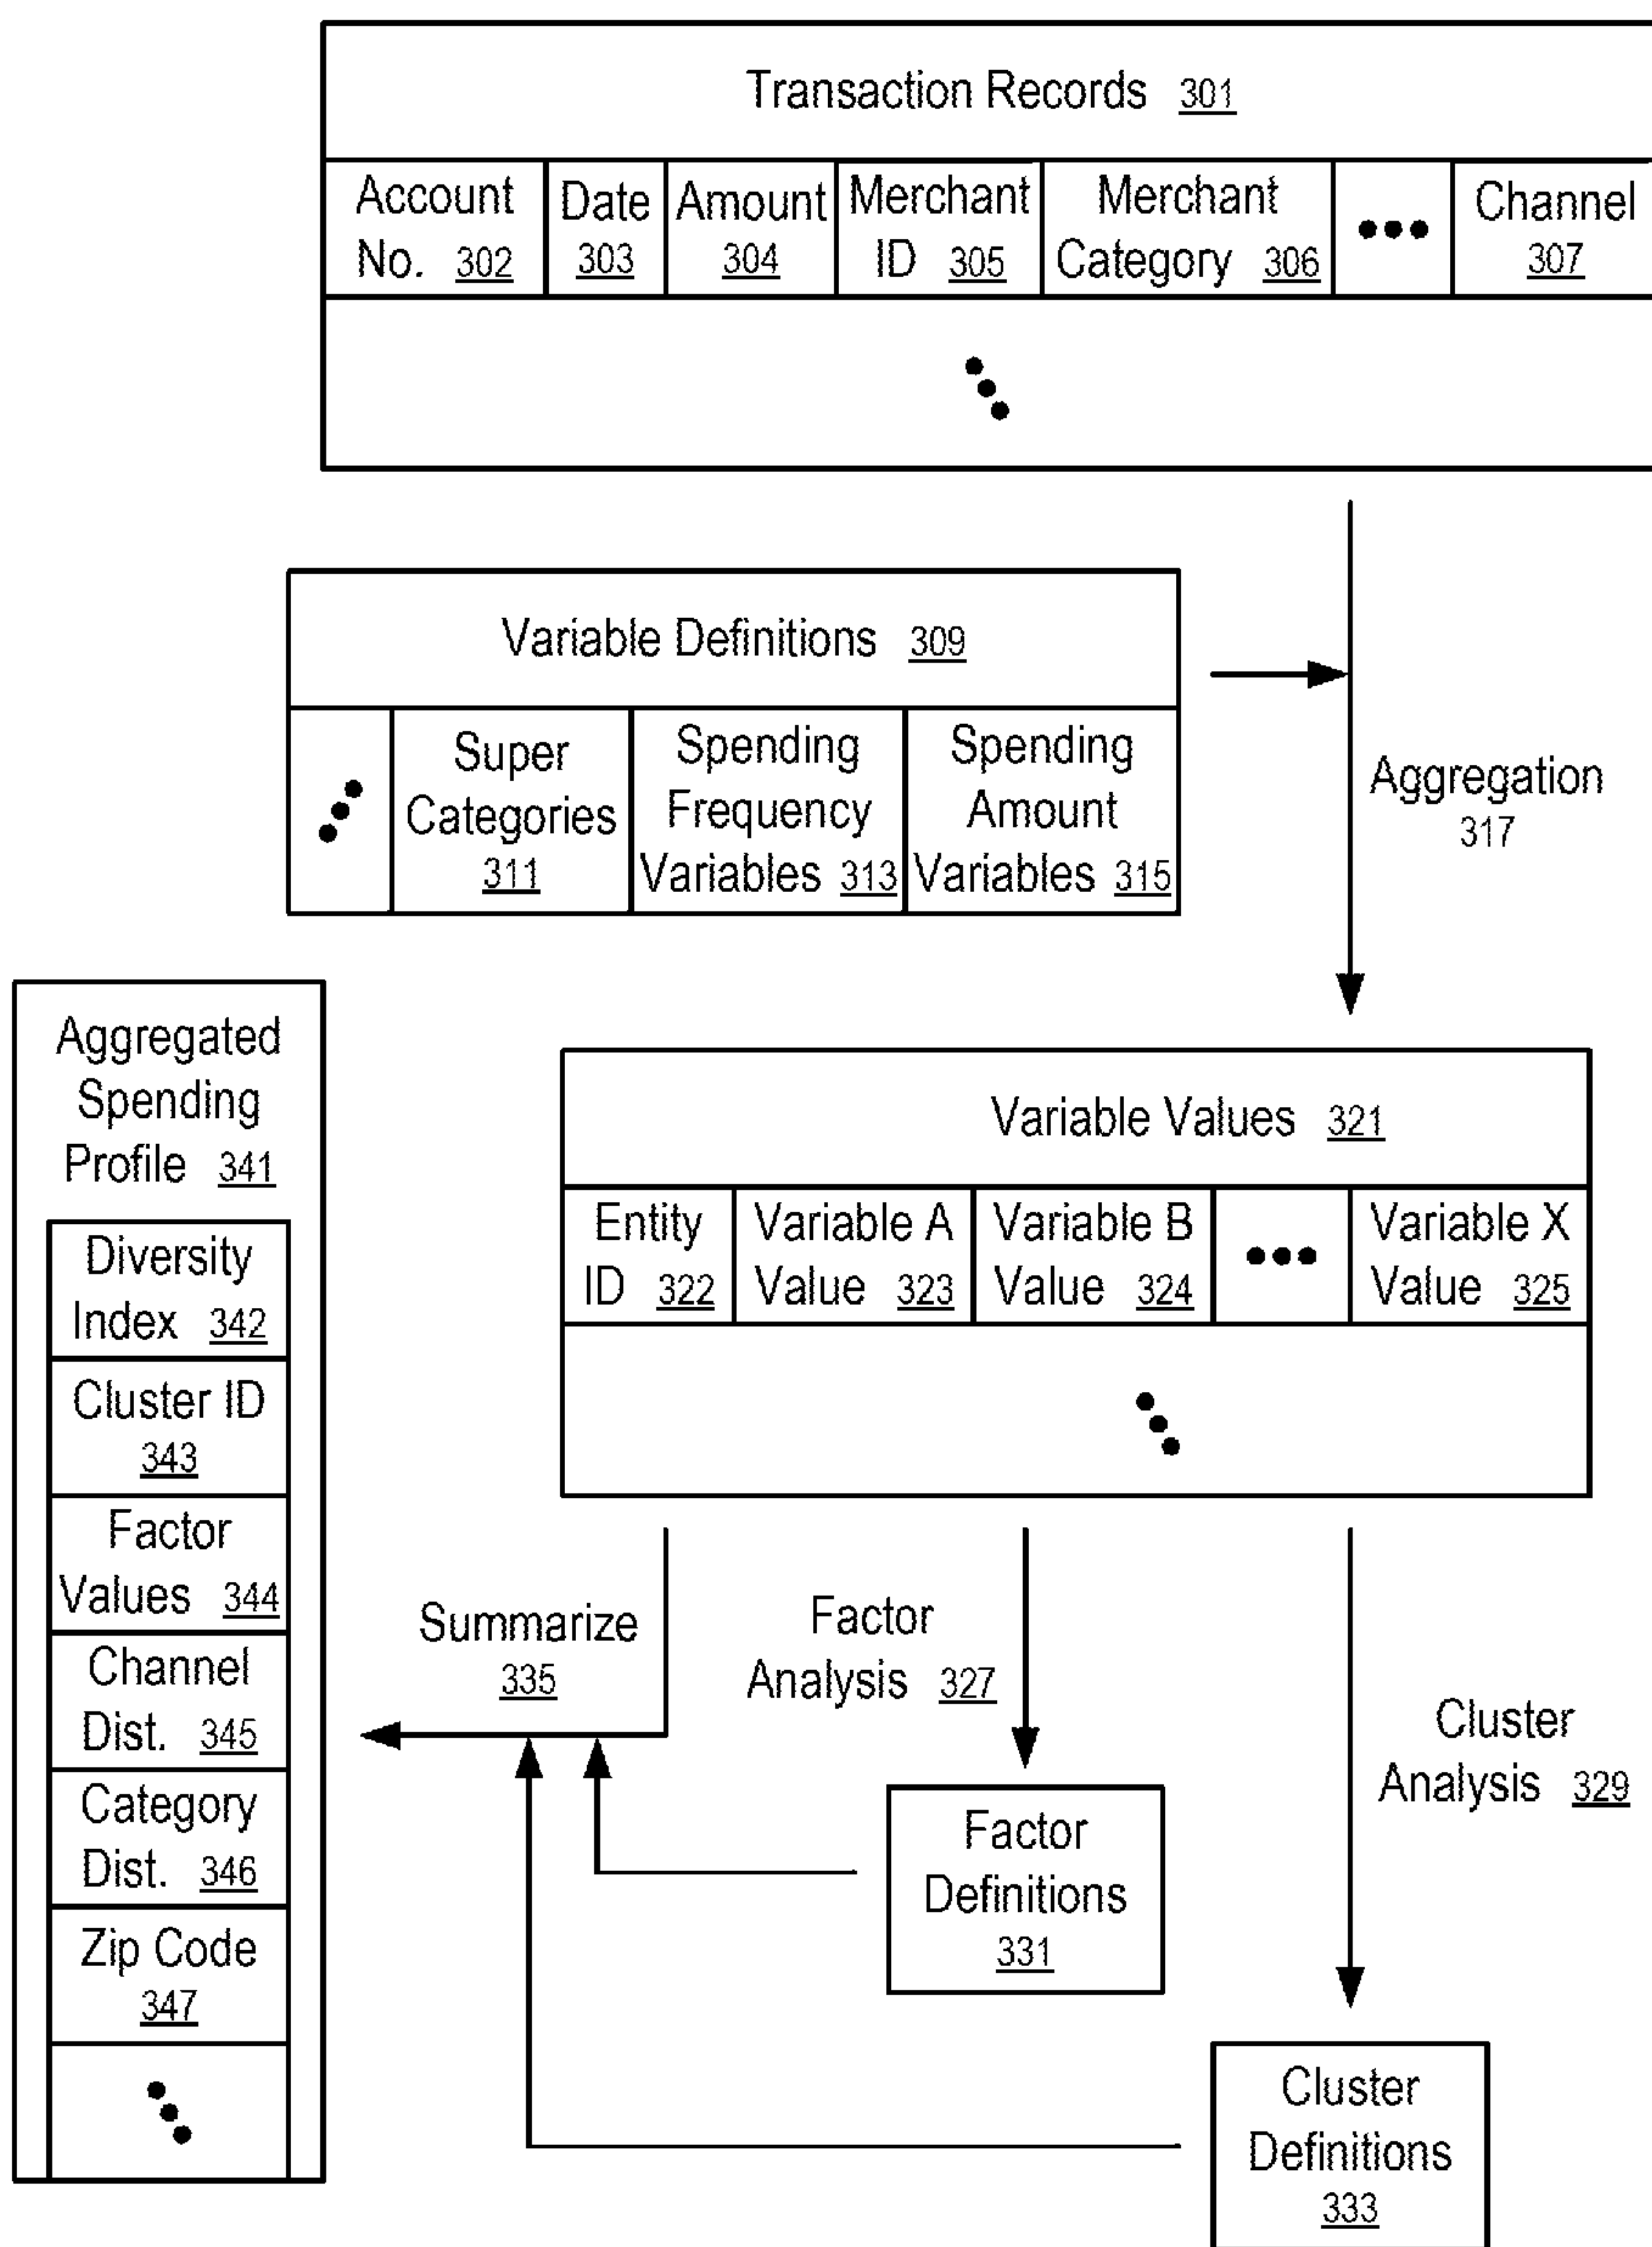 Transaction Records 301
Account
No. 302
Date
303
Amount
304
Merchant
ID 305
Merchant
Category 306
Channel
307
Variable Definitions 309
Super
Categories
311
Spending
Frequency
Variables 313
Spending
Amount
Variables 315
Aggregation
317
Aggregated
Spending
Profile 341
Diversity
Index 342
Cluster ID
343
Factor
Values 344
Channel
Dist. 345
Category
Dist. 346
Zip Code
347
Variable Values 321
Entity
ID 322
Variable A
Value 323
Variable B
Value 324
Variable X
Value 325
Summarize
335
Factor
Analysis 327
Cluster
Analysis 329
Factor
Definitions
331
Cluster
Definitions
333